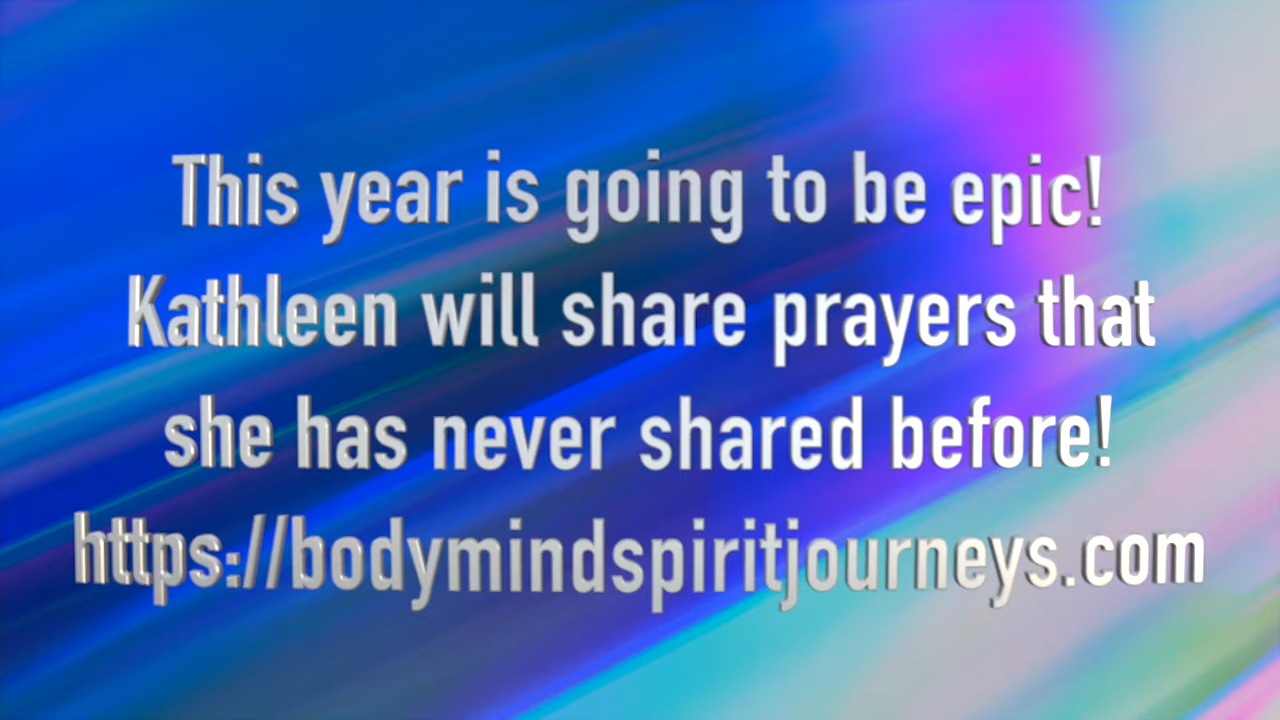 This year is going to be epic!
Kathleen will share prayers that
she has never shared before!
https://bodymindspiritjourneys.com